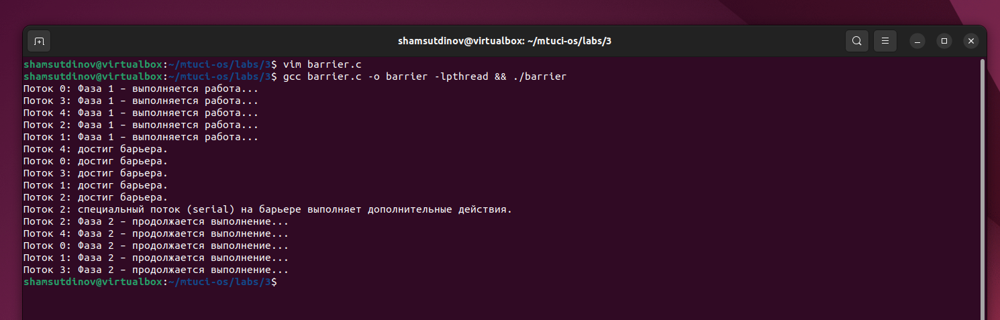 shamsutdinov@virtualbox: ~/mtuci-os/labs/3
shamsutdinov@virtualbox:~/mtuci-os/labs/3$ vim barrier.c
shamsutdinov@virtualbox:~/mtuci-os/labs/3$ gcc barrier.c -o barrier -lpthread && ./barrier
Поток 0: Фаза 1 – выполняется работа...
Поток 3: Фаза 1 – выполняется работа...
Поток 4: Фаза 1 – выполняется работа...
Поток 2: Фаза 1 – выполняется работа...
Поток 1: Фаза 1 – выполняется работа...
Поток 4: достиг барьера.
Поток 0: достиг барьера.
Поток 3: достиг барьера.
Поток 1: достиг барьера.
Поток 2: достиг барьера.
Поток 2: специальный поток (serial) на барьере выполняет дополнительные действия.
Поток 2: Фаза 2 – продолжается выполнение...
Поток 4: Фаза 2 – продолжается выполнение...
Поток 0: Фаза 2 – продолжается выполнение...
Поток 1: Фаза 2 – продолжается выполнение...
Поток 3: Фаза 2 – продолжается выполнение...
shamsutdinov@virtualbox:~/mtuci-os/labs/3$